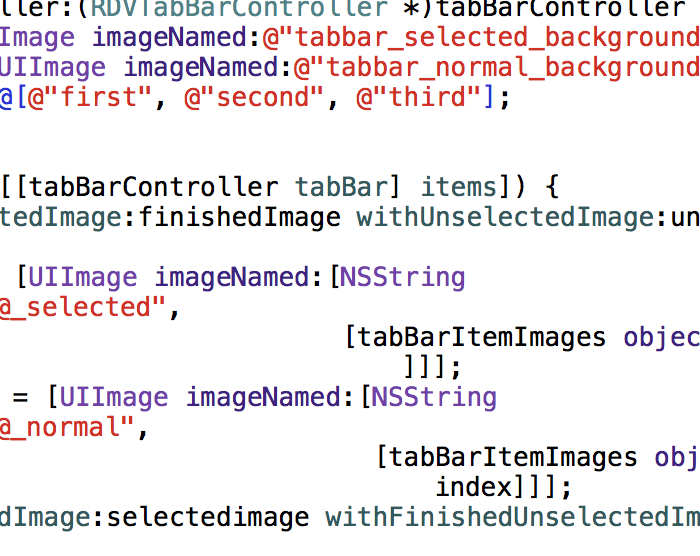 ller:(RDVTabBarController *)tabBarController
Image imageNamed:@"tabbar_selected_background
UIImage imageNamed:@"tabbar_normal_background
@[@"first", @"second", @"third"];
[[tabBarController tabBar] items]) {
tedImage:finishedImage withUnselectedImage:un
[UIImage imageNamed:[NSString
@_selected",
[tabBarItemImages objec
]]];
= [UIImage imageNamed:[NSString
@_normal",
[tabBarItemImages obj
index]]];
dImage:selectedimage withFinishedUnselectedIm